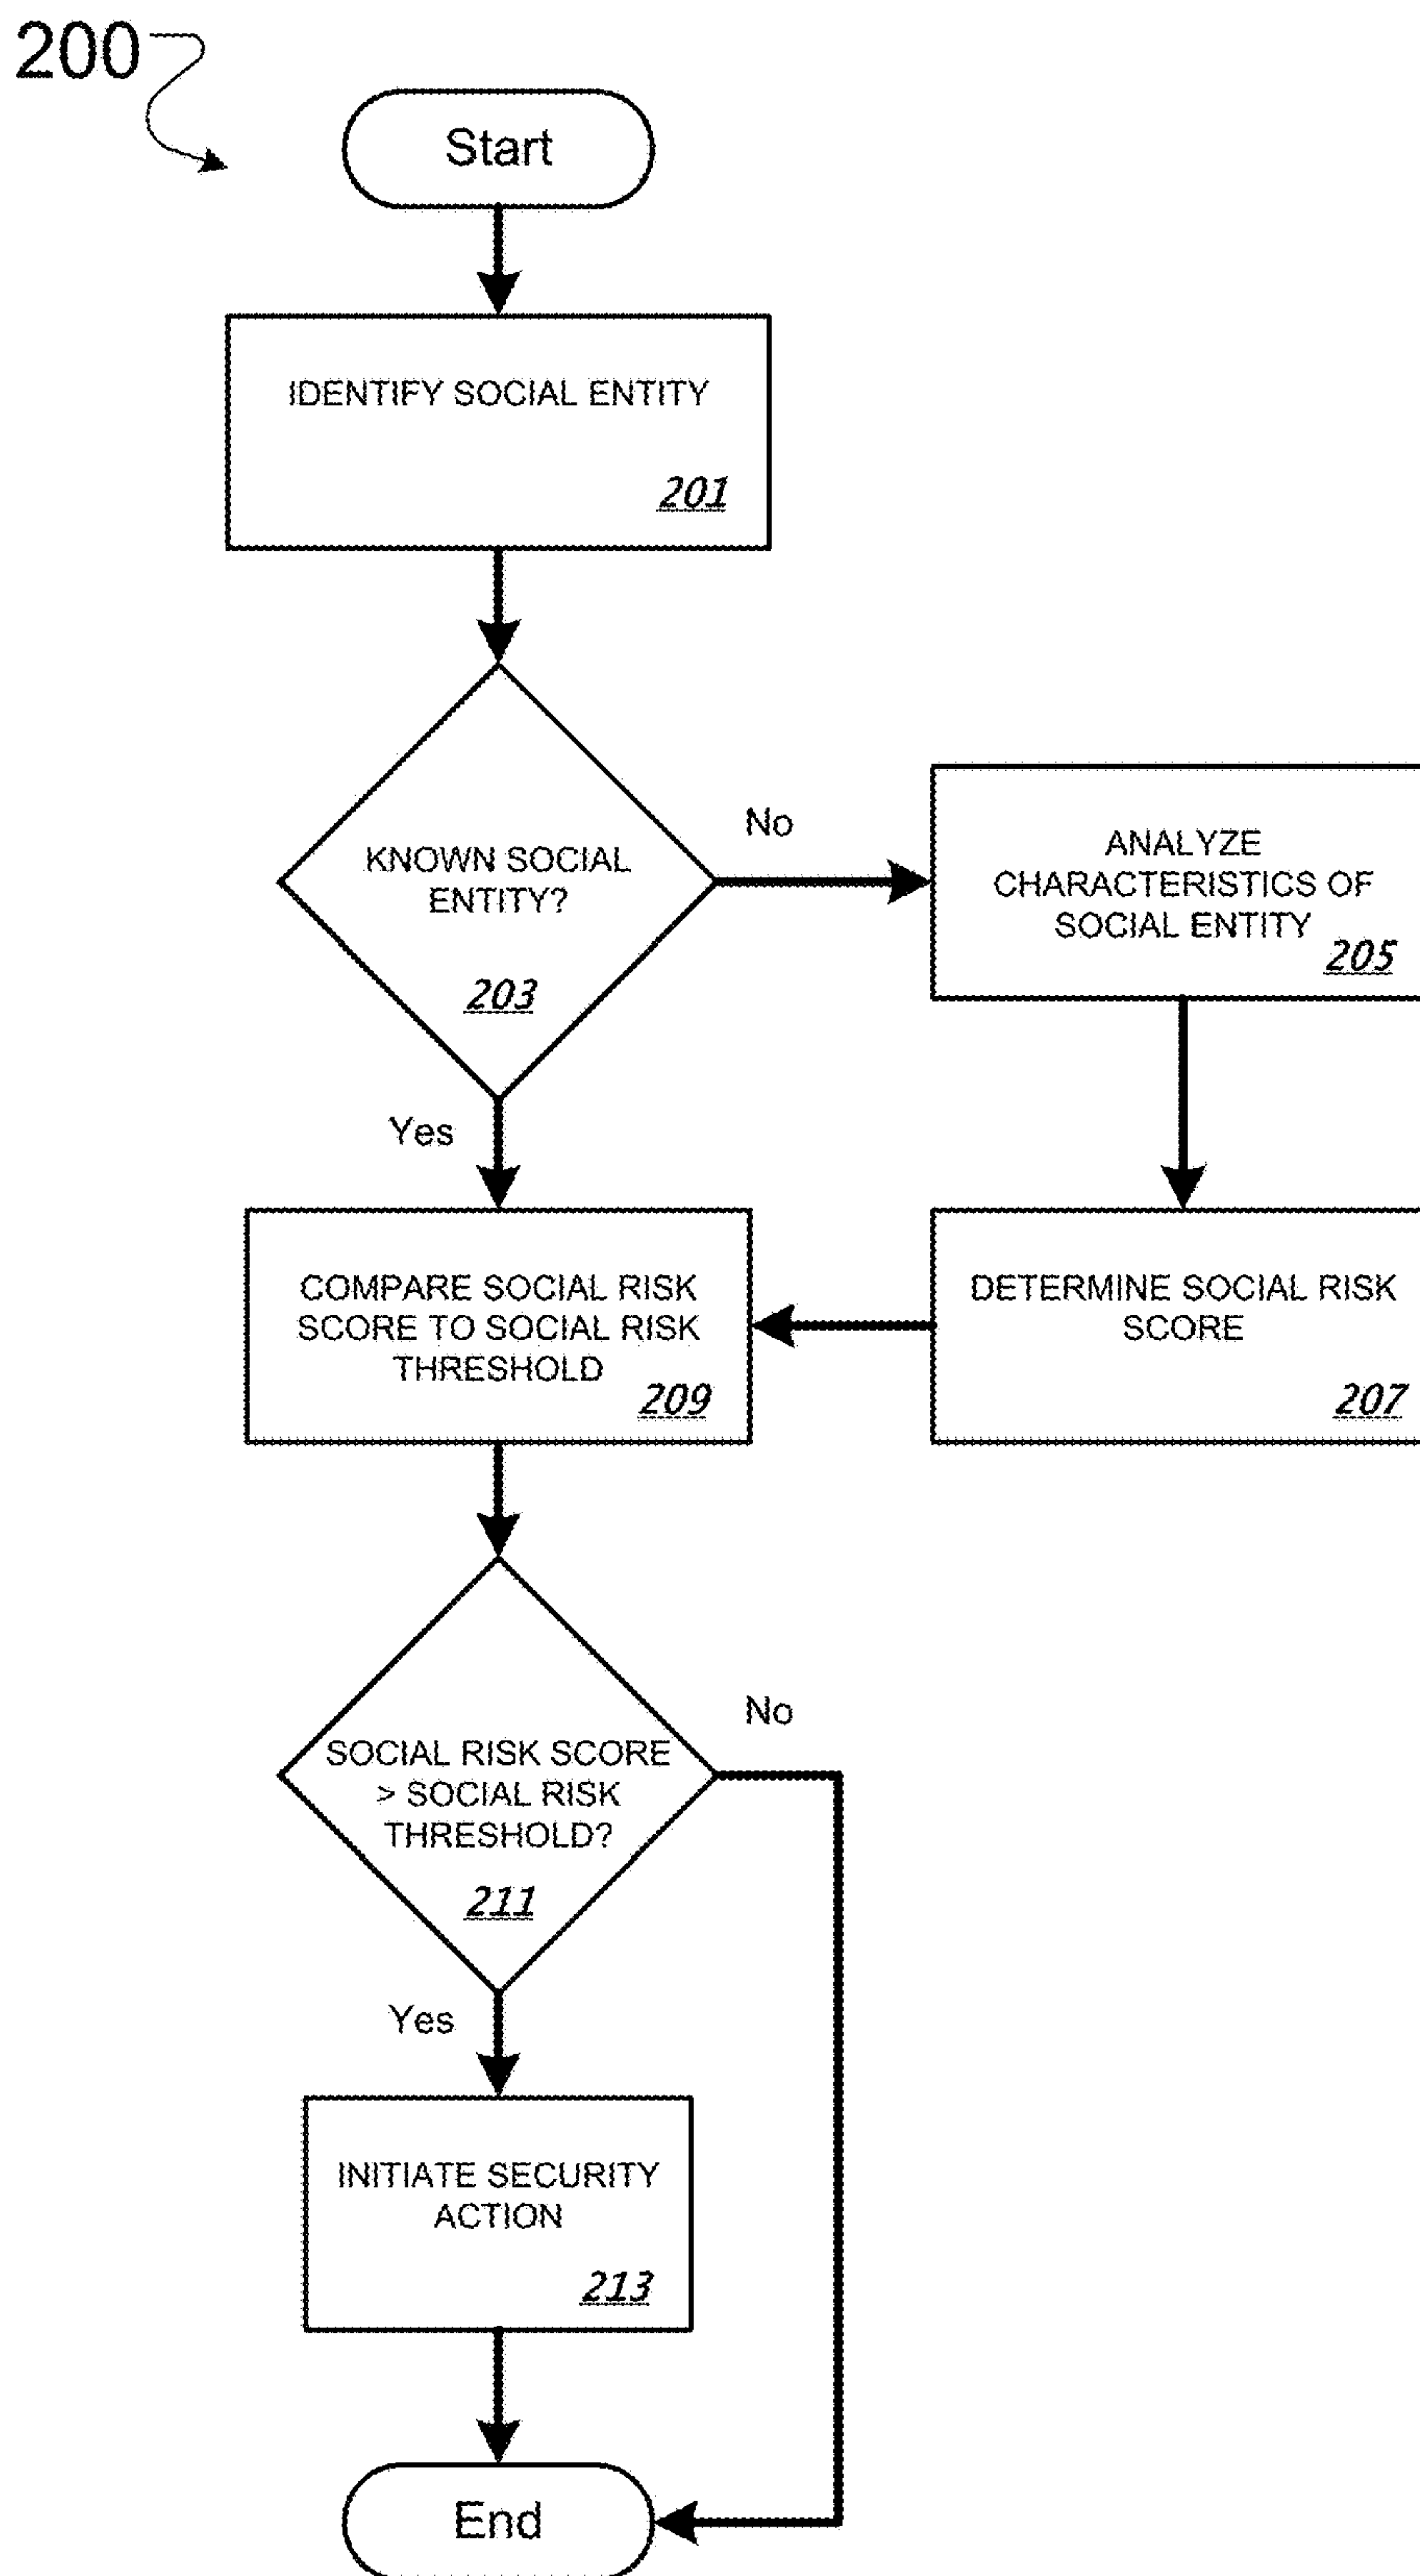 200
Start
IDENTIFY SOCIAL ENTITY
201
KNOWN SOCIAL
ENTITY?
203
No
ANALYZE
CHARACTERISTICS OF
SOCIAL ENTITY
205
Yes
COMPARE SOCIAL RISK
SCORE TO SOCIAL RISK
THRESHOLD
209
DETERMINE SOCIAL RISK
SCORE
207
SOCIAL RISK SCORE
> SOCIAL RISK
THRESHOLD?
211
No
Yes
INITIATE SECURITY
ACTION
213
End